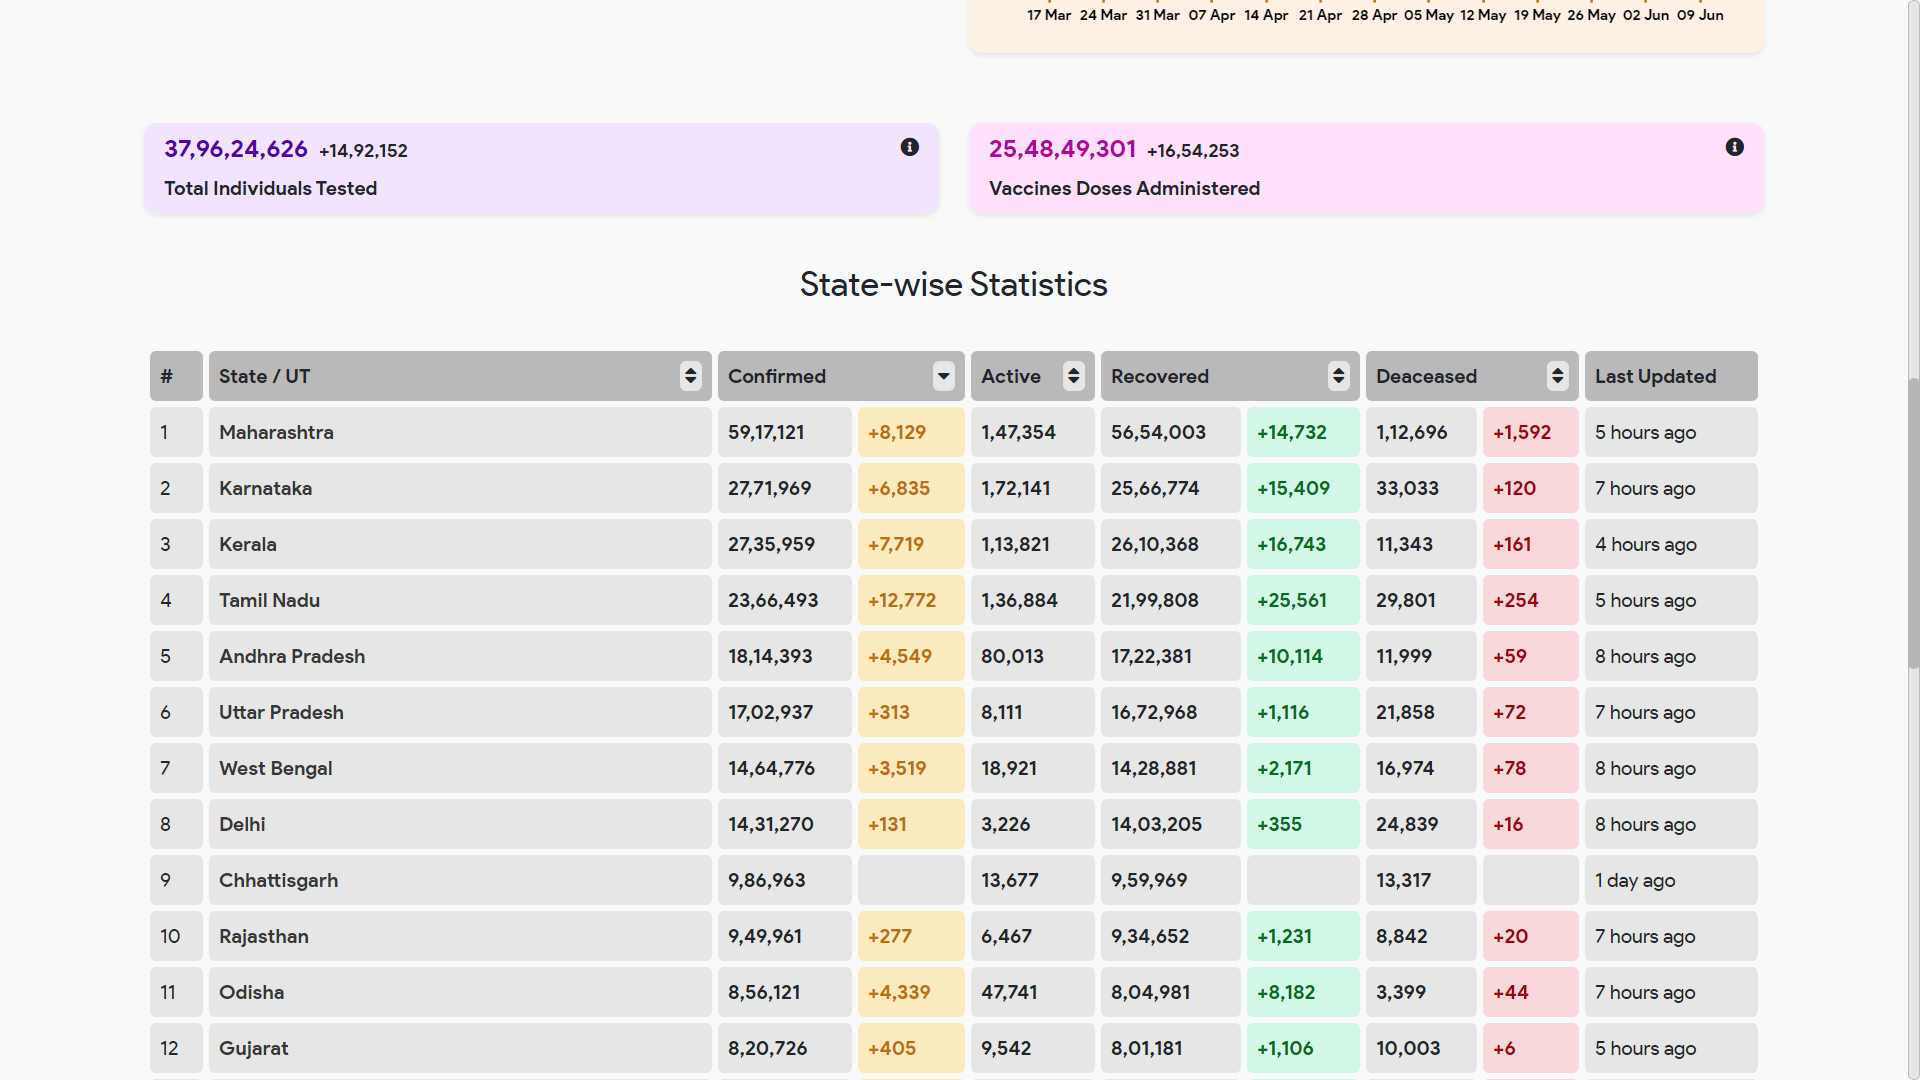 17 Mar 24 Mar 31 Mar 07 Apr 14 Apr 21 Apr 28 Apr 05 May 12 May 19 May 26 May 02 Jun 09 Jun
37,96,24,626 +14,92,152
Total Individuals Tested
25,48,49,301 +16,54,253
Vaccines Doses Administered
State-wise Statistics
# State / UT Confirmed Active Recovered Deaceased Last Updated
1 Maharashtra 59,17,121 +8,129 1,47,354 56,54,003 +14,732 1,12,696 +1,592 5 hours ago
2 Karnataka 27,71,969 +6,835 1,72,141 25,66,774 +15,409 33,033 +120 7 hours ago
3 Kerala 27,35,959 +7,719 1,13,821 26,10,368 +16,743 11,343 +161 4 hours ago
4 Tamil Nadu 23,66,493 +12,772 1,36,884 21,99,808 +25,561 29,801 +254 5 hours ago
5 Andhra Pradesh 18,14,393 +4,549 80,013 17,22,381 +10,114 11,999 +59 8 hours ago
6 Uttar Pradesh 17,02,937 +313 8,111 16,72,968 +1,116 21,858 +72 7 hours ago
7 West Bengal 14,64,776 +3,519 18,921 14,28,881 +2,171 16,974 +78 8 hours ago
8 Delhi 14,31,270 +131 3,226 14,03,205 +355 24,839 +16 8 hours ago
9 Chhattisgarh 9,86,963 13,677 9,59,969 13,317 1 day ago
10 Rajasthan 9,49,961 +277 6,467 9,34,652 +1,231 8,842 +20 7 hours ago
11 Odisha 8,56,121 +4,339 47,741 8,04,981 +8,182 3,399 +44 7 hours ago
12 Gujarat 8,20,726 +405 9,542 8,01,181 +1,106 10,003 +6 5 hours ago